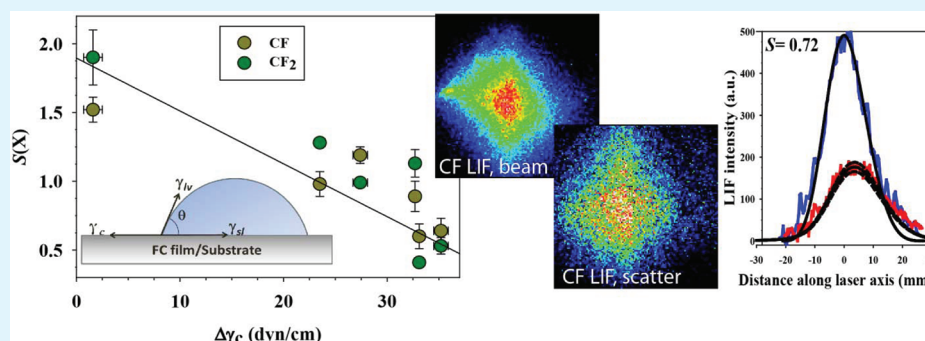 2.0
1.5
1.0
0.5
S(X)
CF
CF₂
γlv
θ
γc
γsl
FC film/Substrate
0
10
20
30
Δγc (dyn/cm)
CF LIF, beam
CF LIF, scatter
S= 0.72
500
400
300
200
100
0
LIF intensity (a.u.)
-30
-20
-10
0
10
20
Distance along laser axis (mm